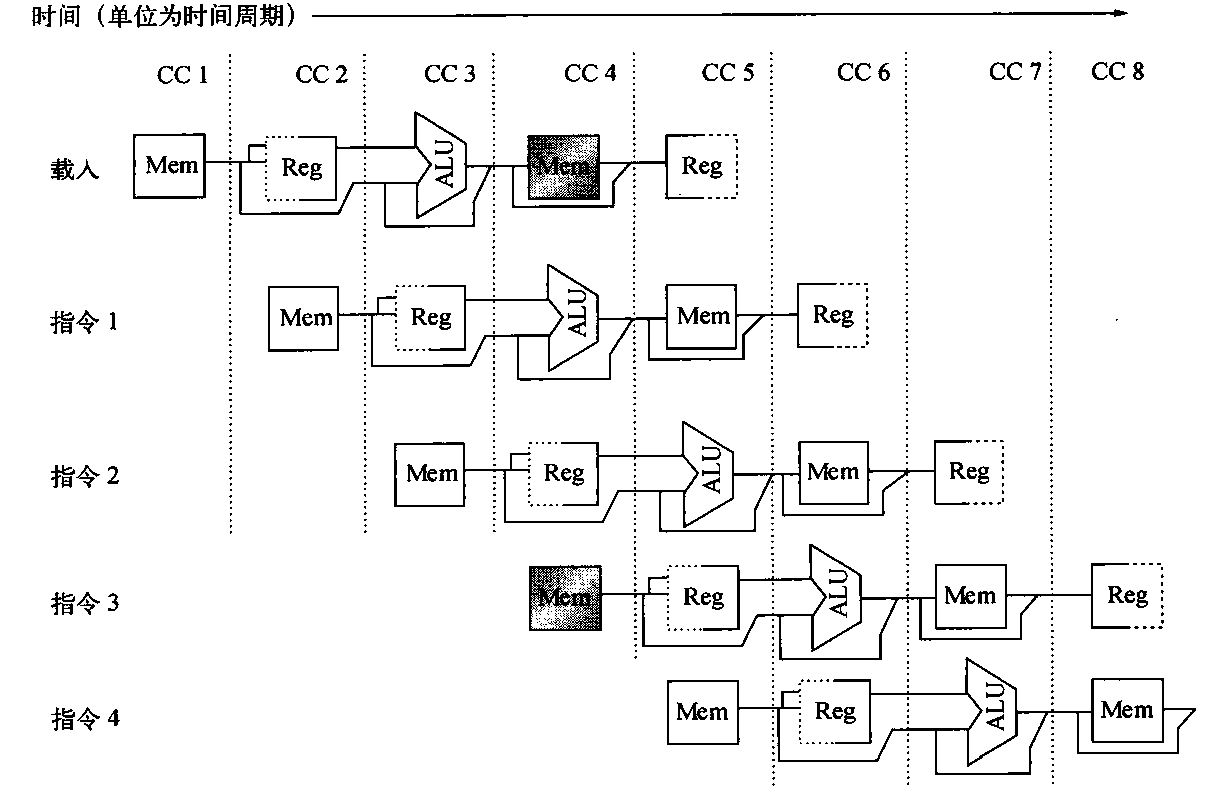 时间（单位为时间周期）
CC 1 CC 2 CC 3 CC 4 CC 5 CC 6 CC 7 CC 8
载入 Mem Reg ALU Mem Reg
指令 1 Mem Reg ALU Mem Reg
指令 2 Mem Reg ALU Mem Reg
指令 3 Mem Reg ALU Mem Reg
指令 4 Mem Reg ALU Mem